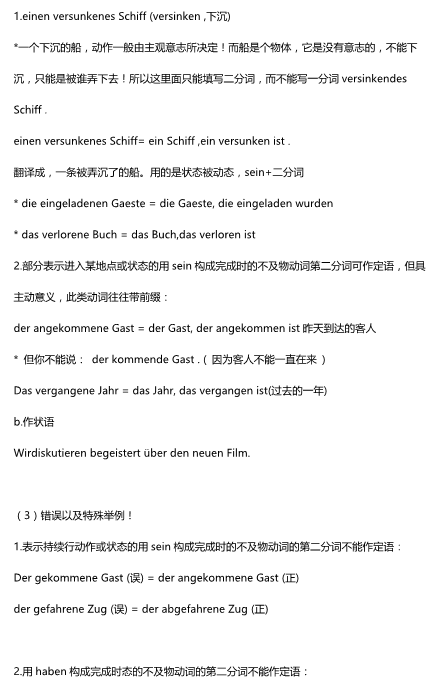 1.einen versunkenes Schiff (versinken ,下沉)
*一个下沉的船，动作一般由主观意志所决定！而船是个物体，它是没有意志的，不能下
沉，只能是被谁弄下去！所以这里面只能填写二分词，而不能写一分词 versinkendes
Schiff .
einen versunkenes Schiff= ein Schiff ,ein versunken ist .
翻译成，一条被弄沉了的船。用的是状态被动态，sein+二分词
* die eingeladenen Gaeste = die Gaeste, die eingeladen wurden
* das verlorene Buch = das Buch,das verloren ist
2.部分表示进入某地点或状态的用 sein 构成完成时的不及物动词第二分词可作定语，但具
主动意义，此类动词往往带前缀：
der angekommene Gast = der Gast, der angekommen ist 昨天到达的客人
* 但你不能说： der kommende Gast .（ 因为客人不能一直在来 ）
Das vergangene Jahr = das Jahr, das vergangen ist(过去的一年)
b.作状语
Wirdiskutieren begeistert über den neuen Film.
（3）错误以及特殊举例！
1.表示持续行动作或状态的用 sein 构成完成时的不及物动词的第二分词不能作定语：
Der gekommene Gast (误) = der angekommene Gast (正)
der gefahrene Zug (误) = der abgefahrene Zug (正)
2.用 haben 构成完成时态的不及物动词的第二分词不能作定语：